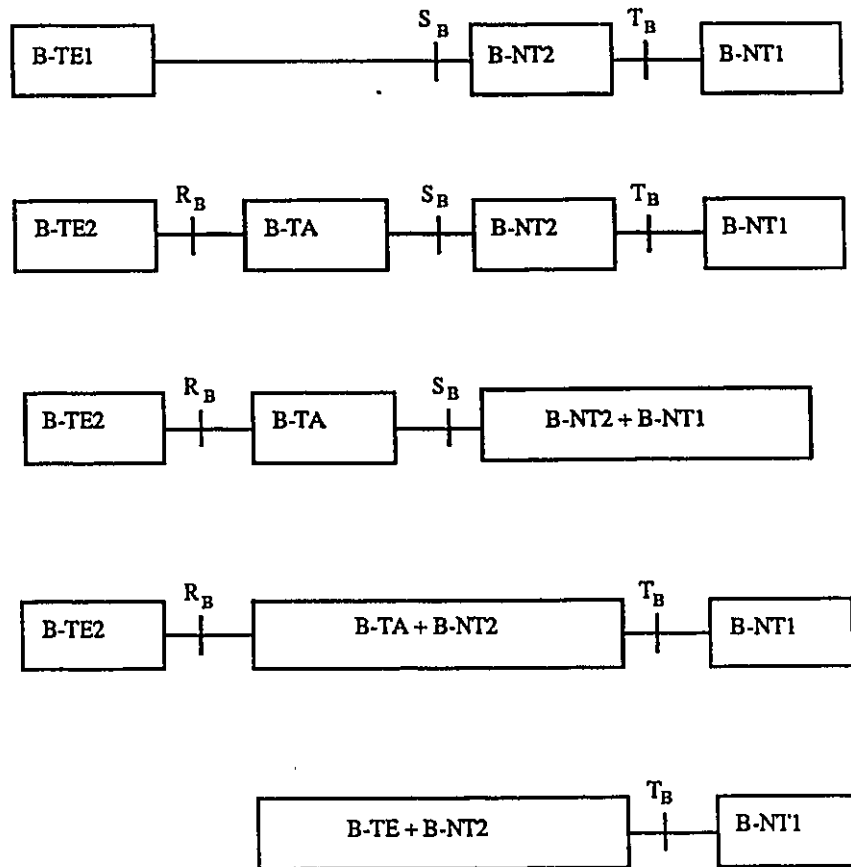 S_B T_B
B-TE1 B-NT2 B-NT1
R_B S_B T_B
B-TE2 B-TA B-NT2 B-NT1
R_B S_B
B-TE2 B-TA B-NT2 + B-NT1
R_B T_B
B-TE2 B-TA + B-NT2 B-NT1
T_B
B-TE + B-NT2 B-NT1